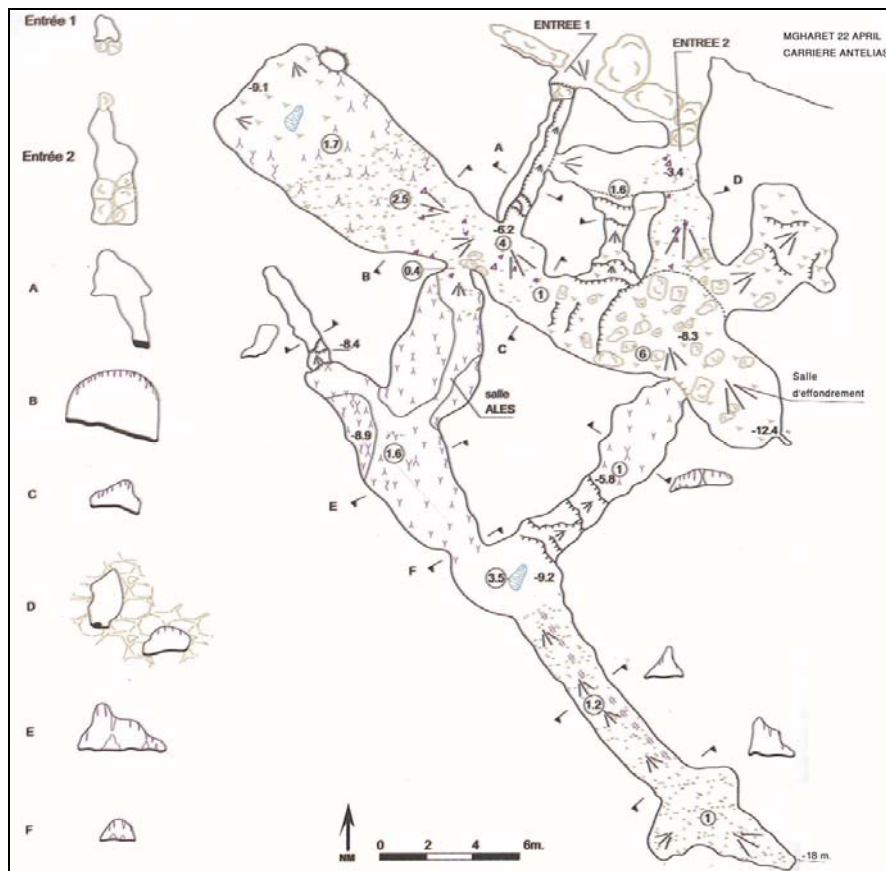 Entrée 1
ENTREE 1
ENTREE 2
MGHARET 22 APRIL
CARRIERE ANTELIAS
-9.1
1.7
Entrée 2
A
-3.4
D
1.6
2.5
-6.2
4
A
B
0.4
1
C
-8.3
6
-8.4
salle
ALES
Salle
d'effondrement
B
-8.9
1.6
-12.4
1
-5.8
C
E
F
3.5
-9.2
D
1.2
E
1
F
NM
0 2 4 6m.
-18 m.